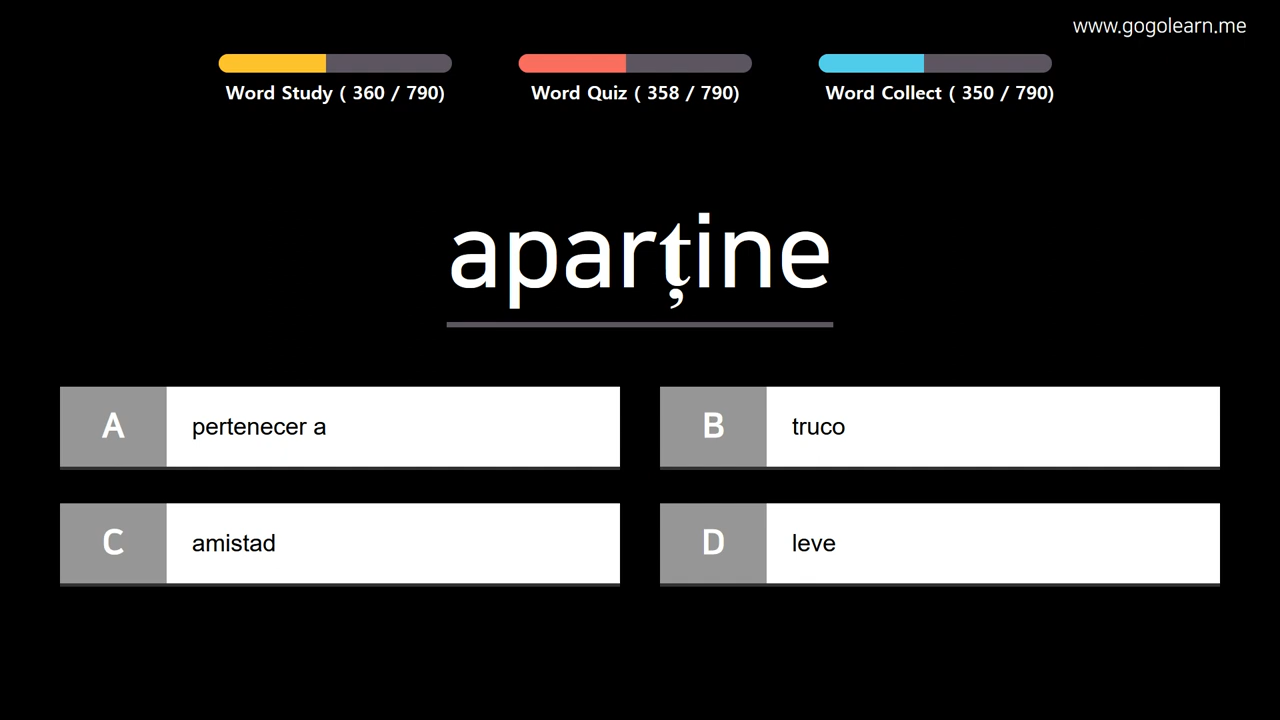 www.gogolearn.me
Word Study ( 360 / 790)
Word Quiz ( 358 / 790)
Word Collect ( 350 / 790)
aparține
A pertenecer a
B truco
C amistad
D leve